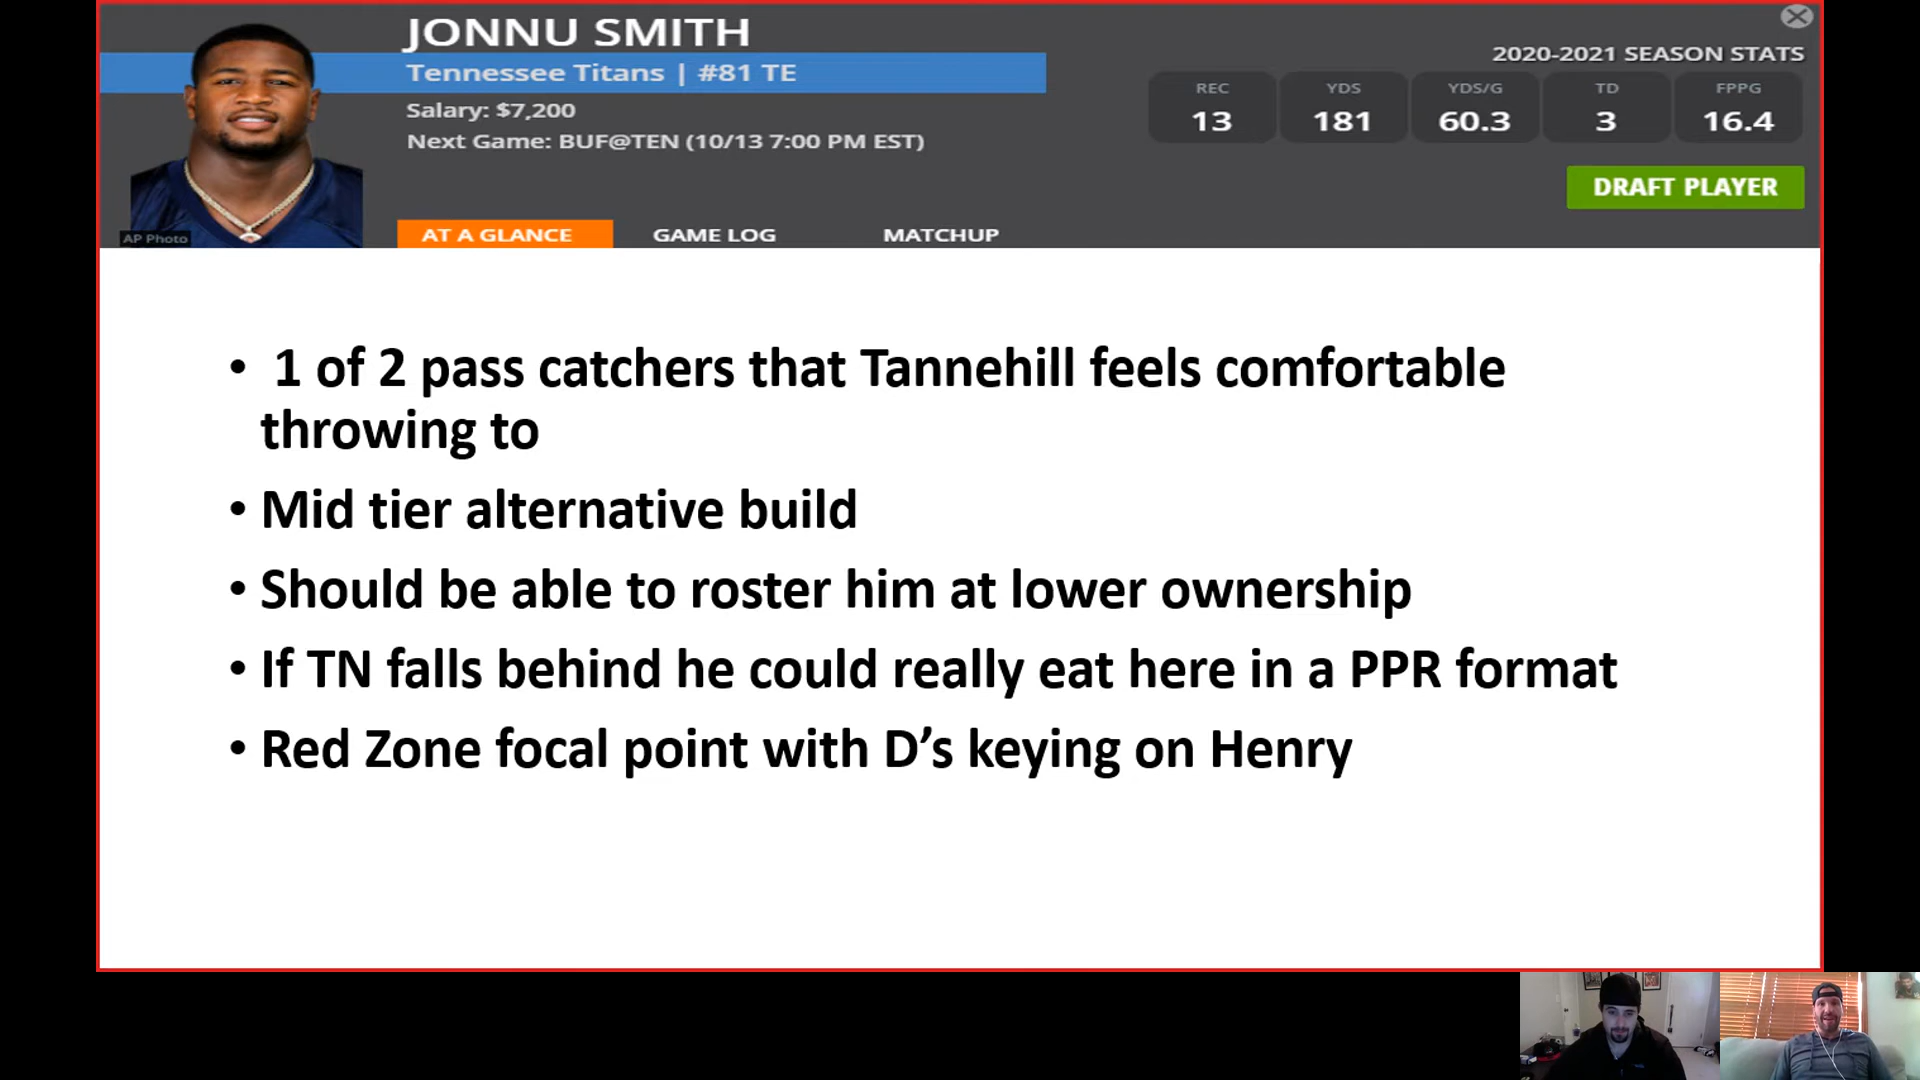 JONNU SMITH
Tennessee Titans | #81 TE
Salary: $7,200
Next Game: BUF@TEN (10/13 7:00 PM EST)
2020-2021 SEASON STATS
REC YDS YDS/G TD FPPG
13 181 60.3 3 16.4
DRAFT PLAYER
AP Photo
AT A GLANCE GAME LOG MATCHUP
• 1 of 2 pass catchers that Tannehill feels comfortable
throwing to
• Mid tier alternative build
• Should be able to roster him at lower ownership
• If TN falls behind he could really eat here in a PPR format
• Red Zone focal point with D’s keying on Henry